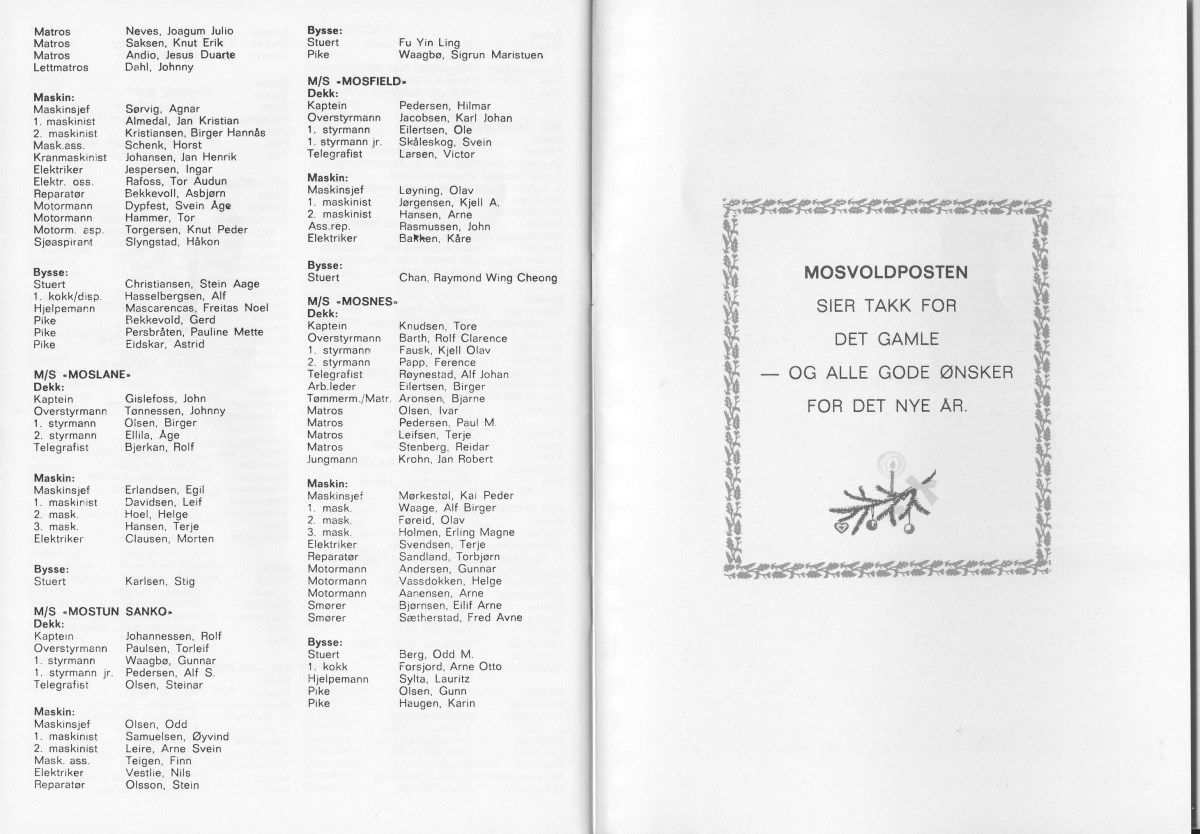 Matros Neves, Joagum Julio
Matros Saksen, Knut Erik
Matros Andio, Jesus Duarte
Lettmatros Dahl, Johnny
Maskin:
Maskinsjef Sørvig, Agnar
1. maskinist Almedal, Jan Kristian
2. maskinist Kristiansen, Birger Hannås
Mask.ass. Schenk, Horst
Kranmaskinist Johansen, Jan Henrik
Elektriker Jespersen, Ingar
Elektr. oss. Rafoss, Tor Audun
Reparatør Bekkevoll, Asbjørn
Motormann Dypfest, Svein Åge
Motormann Hammer, Tor
Motorm. asp. Torgersen, Knut Peder
Sjøaspirant Slyngstad, Håkon
Bysse:
Stuert Christiansen, Stein Aage
1. kokk/disp. Hasselbergsen, Alf
Hjelpemann Mascarencas, Freitas Noel
Pike Bekkevold, Gerd
Pike Persbråten, Pauline Mette
Pike Eidskar, Astrid
M/S «MOSLANE»
Dekk:
Kaptein Gislefoss, John
Overstyrmann Tønnessen, Johnny
1. styrmann Olsen, Birger
2. styrmann Ellila, Åge
Telegrafist Bjerkan, Rolf
Maskin:
Maskinsjef Erlandsen, Egil
1. maskinist Davidsen, Leif
2. mask. Hoel, Helge
3. mask. Hansen, Terje
Elektriker Clausen, Morten
Bysse:
Stuert Karlsen, Stig
M/S «MOSTUN SANKO»
Dekk:
Kaptein Johannessen, Rolf
Overstyrmann Paulsen, Torleif
1. styrmann Waagbø, Gunnar
1. styrmann jr. Pedersen, Alf S.
Telegrafist Olsen, Steinar
Maskin:
Maskinsjef Olsen, Odd
1. maskinist Samuelsen, Øyvind
2. maskinist Leire, Arne Svein
Mask. ass. Teigen, Finn
Elektriker Vestlie, Nils
Reparatør Olsson, Stein
Bysse:
Stuert Fu Yin Ling
Pike Waagbø, Sigrun Maristuen
M/S «MOSFIELD»
Dekk:
Kaptein Pedersen, Hilmar
Overstyrmann Jacobsen, Karl Johan
1. styrmann Eilertsen, Ole
1. styrmann jr. Skåleskog, Svein
Telegrafist Larsen, Victor
Maskin:
Maskinsjef Løyning, Olav
1. maskinist Jørgensen, Kjell A.
2. maskinist Hansen, Arne
Ass.rep. Rasmussen, John
Elektriker Bakken, Kåre
Bysse:
Stuert Chan, Raymond Wing Cheong
M/S «MOSNES»
Dekk:
Kaptein Knudsen, Tore
Overstyrmann Barth, Rolf Clarence
1. styrmann Fausk, Kjell Olav
2. styrmann Papp, Ference
Telegrafist Røynestad, Alf Johan
Arb.leder Eilertsen, Birger
Tømmerm./Matr. Aronsen, Bjarne
Matros Olsen, Ivar
Matros Pedersen, Paul M.
Matros Leifsen, Terje
Matros Stenberg, Reidar
Jungmann Krohn, Jan Robert
Maskin:
Maskinsjef Mørkestøl, Kai Peder
1. mask. Waage, Alf Birger
2. mask. Føreid, Olav
3. mask. Holmen, Erling Magne
Elektriker Svendsen, Terje
Reparatør Sandland, Torbjørn
Motormann Andersen, Gunnar
Motormann Vassdokken, Helge
Motormann Aanensen, Arne
Smører Bjørnsen, Eilif Arne
Smører Sætherstad, Fred Avne
Bysse:
Stuert Berg, Odd M.
1. kokk Forsjord, Arne Otto
Hjelpemann Sylta, Lauritz
Pike Olsen, Gunn
Pike Haugen, Karin
MOSVOLDPOSTEN
SIER TAKK FOR
DET GAMLE
— OG ALLE GODE ØNSKER
FOR DET NYE ÅR.